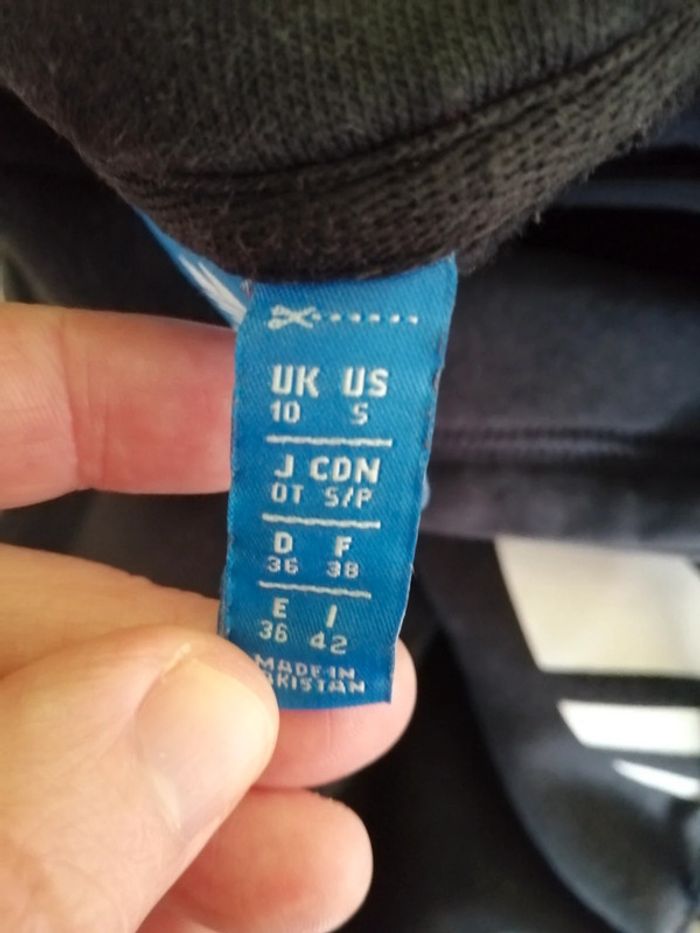 UK US
10 S
J CDN
OT S/P
D F
36 38
E I
36 42
MADE IN
KISTAN